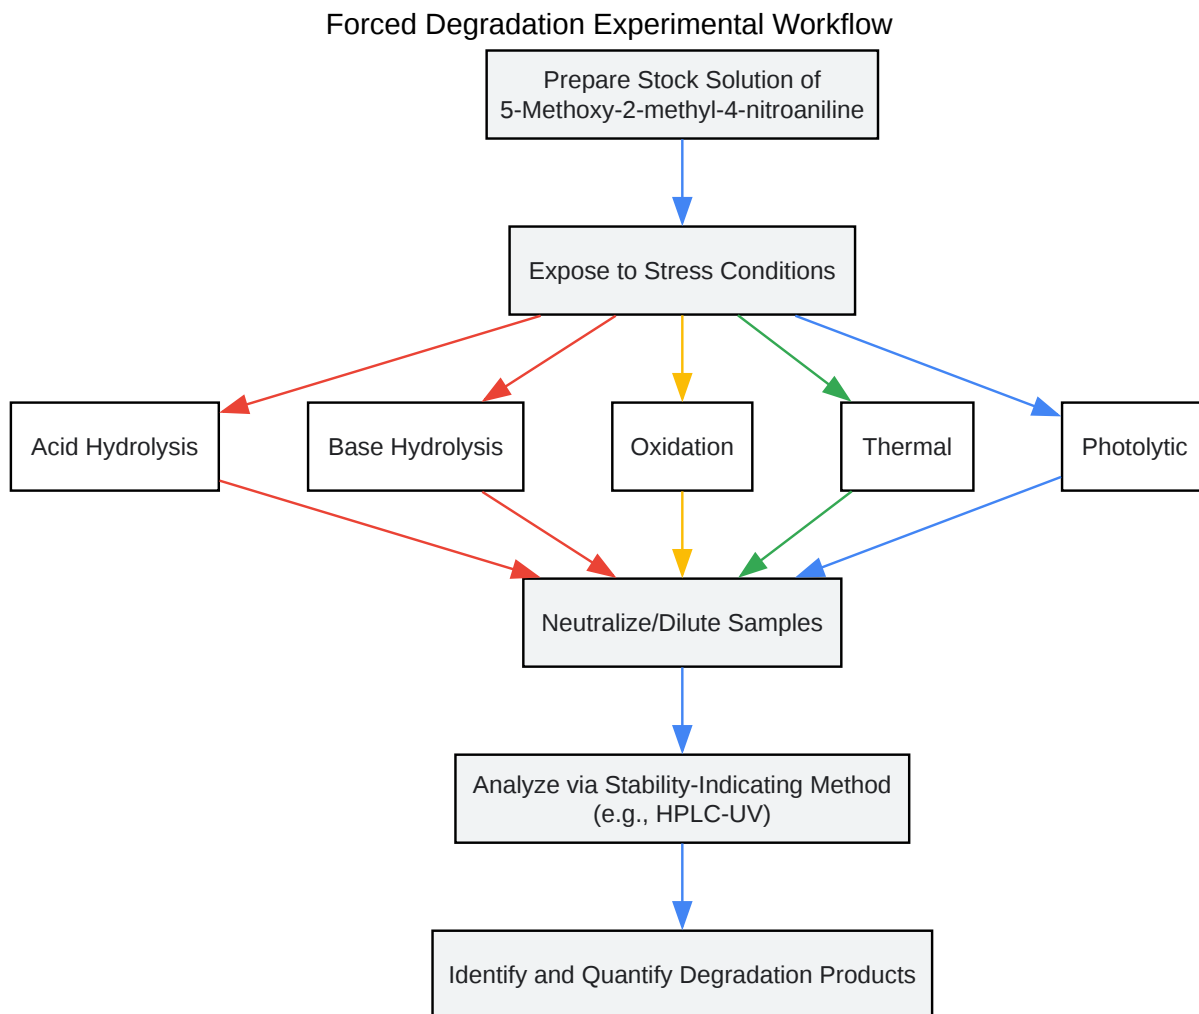 Forced Degradation Experimental Workflow
Prepare Stock Solution of
5-Methoxy-2-methyl-4-nitroaniline
Expose to Stress Conditions
Acid Hydrolysis
Base Hydrolysis
Oxidation
Thermal
Photolytic
Neutralize/Dilute Samples
Analyze via Stability-Indicating Method
(e.g., HPLC-UV)
Identify and Quantify Degradation Products